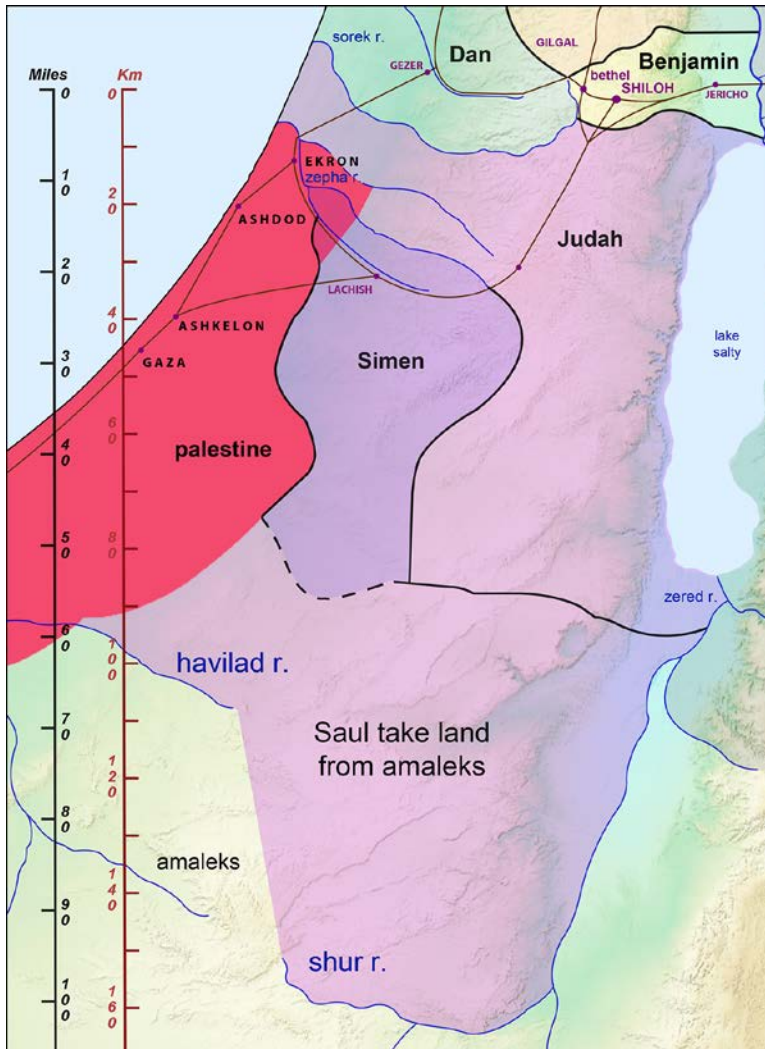 sorek r.
Dan
GILGAL
Benjamin
GEZER
bethel
SHILOH
JERICHO
Miles
Km
0
0
EKRON
zepha r.
10
20
ASHDOD
Judah
20
LACHISH
40
ASHKELON
lake
salty
30
GAZA
Simen
60
40
palestine
50
80
zered r.
60
100
havilad r.
70
Saul take land
from amaleks
120
80
amaleks
140
90
shur r.
100
160